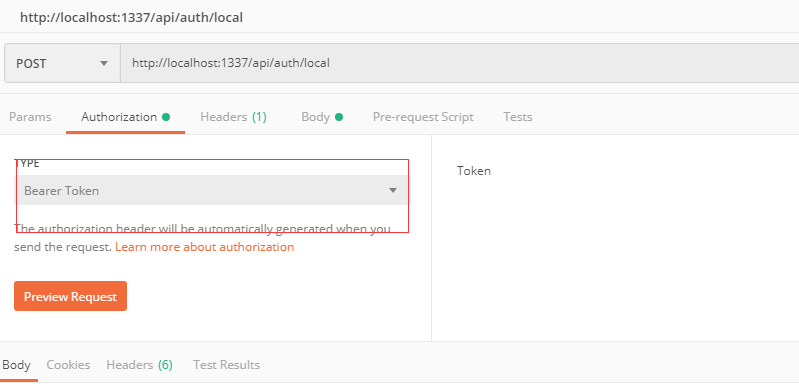 http://localhost:1337/api/auth/local
POST http://localhost:1337/api/auth/local
Params Authorization Headers (1) Body Pre-request Script Tests
TYPE
Bearer Token
The authorization header will be automatically generated when you
send the request. Learn more about authorization
Preview Request
Token
Body Cookies Headers (6) Test Results